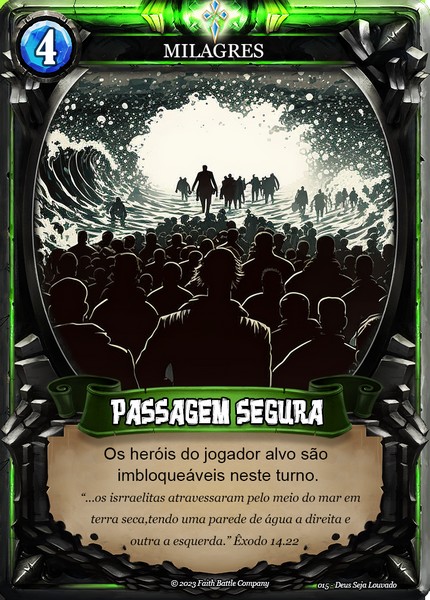 4
MILAGRES
PASSAGEM SEGURA
Os heróis do jogador alvo são
imbloqueáveis neste turno.
“...os isrraelitas atravessaram pelo meio do mar em
terra seca,tendo uma parede de água a direita e
outra a esquerda.” Êxodo 14.22
© 2023 Faith Battle Company
015 - Deus Seja Louvado